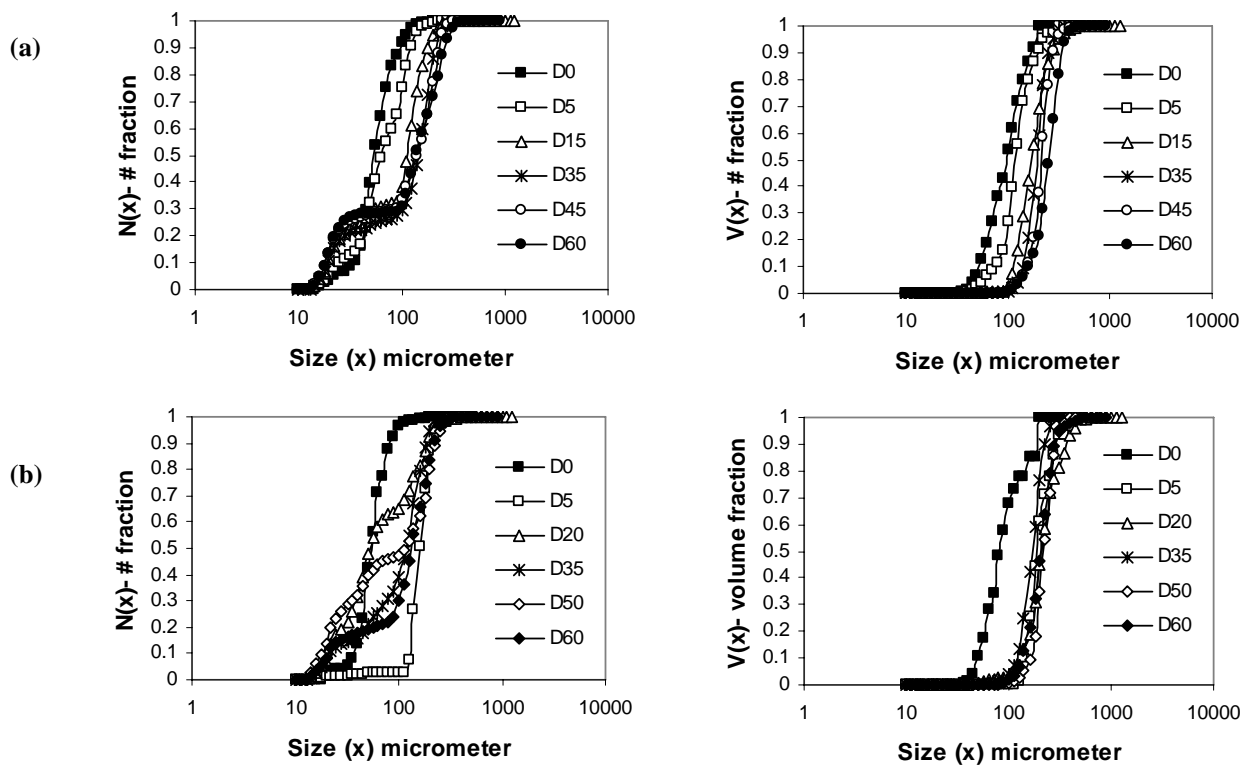 (a)
N(x)- # fraction
1
0.9
0.8
0.7
0.6
0.5
0.4
0.3
0.2
0.1
0
1 10 100 1000 10000
Size (x) micrometer
D0
D5
D15
D35
D45
D60
V(x)- # fraction
1
0.9
0.8
0.7
0.6
0.5
0.4
0.3
0.2
0.1
0
1 10 100 1000 10000
Size (x) micrometer
D0
D5
D15
D35
D45
D60
(b)
N(x)- # fraction
1
0.9
0.8
0.7
0.6
0.5
0.4
0.3
0.2
0.1
0
1 10 100 1000 10000
Size (x) micrometer
D0
D5
D20
D35
D50
D60
V(x)- volume fraction
1
0.9
0.8
0.7
0.6
0.5
0.4
0.3
0.2
0.1
0
1 10 100 1000 10000
Size (x) micrometer
D0
D5
D20
D35
D50
D60